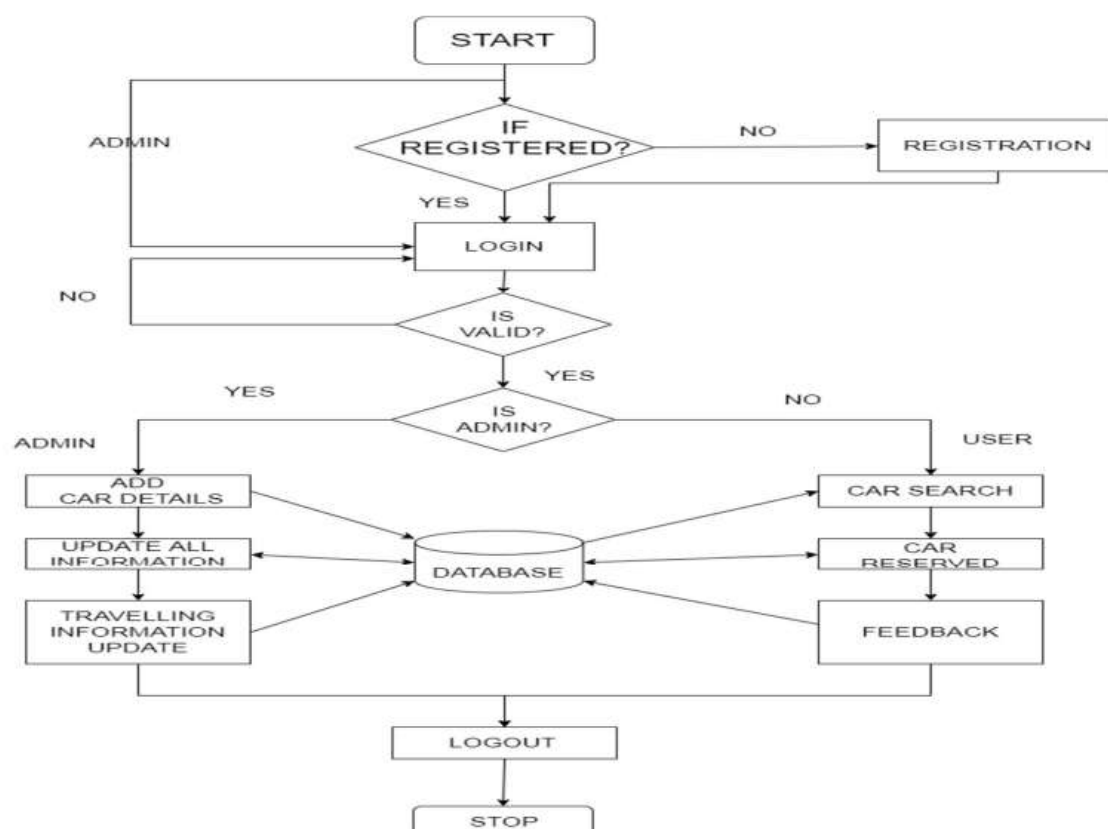 START
ADMIN
IF
REGISTERED?
NO
REGISTRATION
YES
LOGIN
NO
IS
VALID?
YES
YES
IS
ADMIN?
NO
ADMIN
USER
ADD
CAR DETAILS
CAR SEARCH
UPDATE ALL
INFORMATION
DATABASE
CAR
RESERVED
TRAVELLING
INFORMATION
UPDATE
FEEDBACK
LOGOUT
STOP